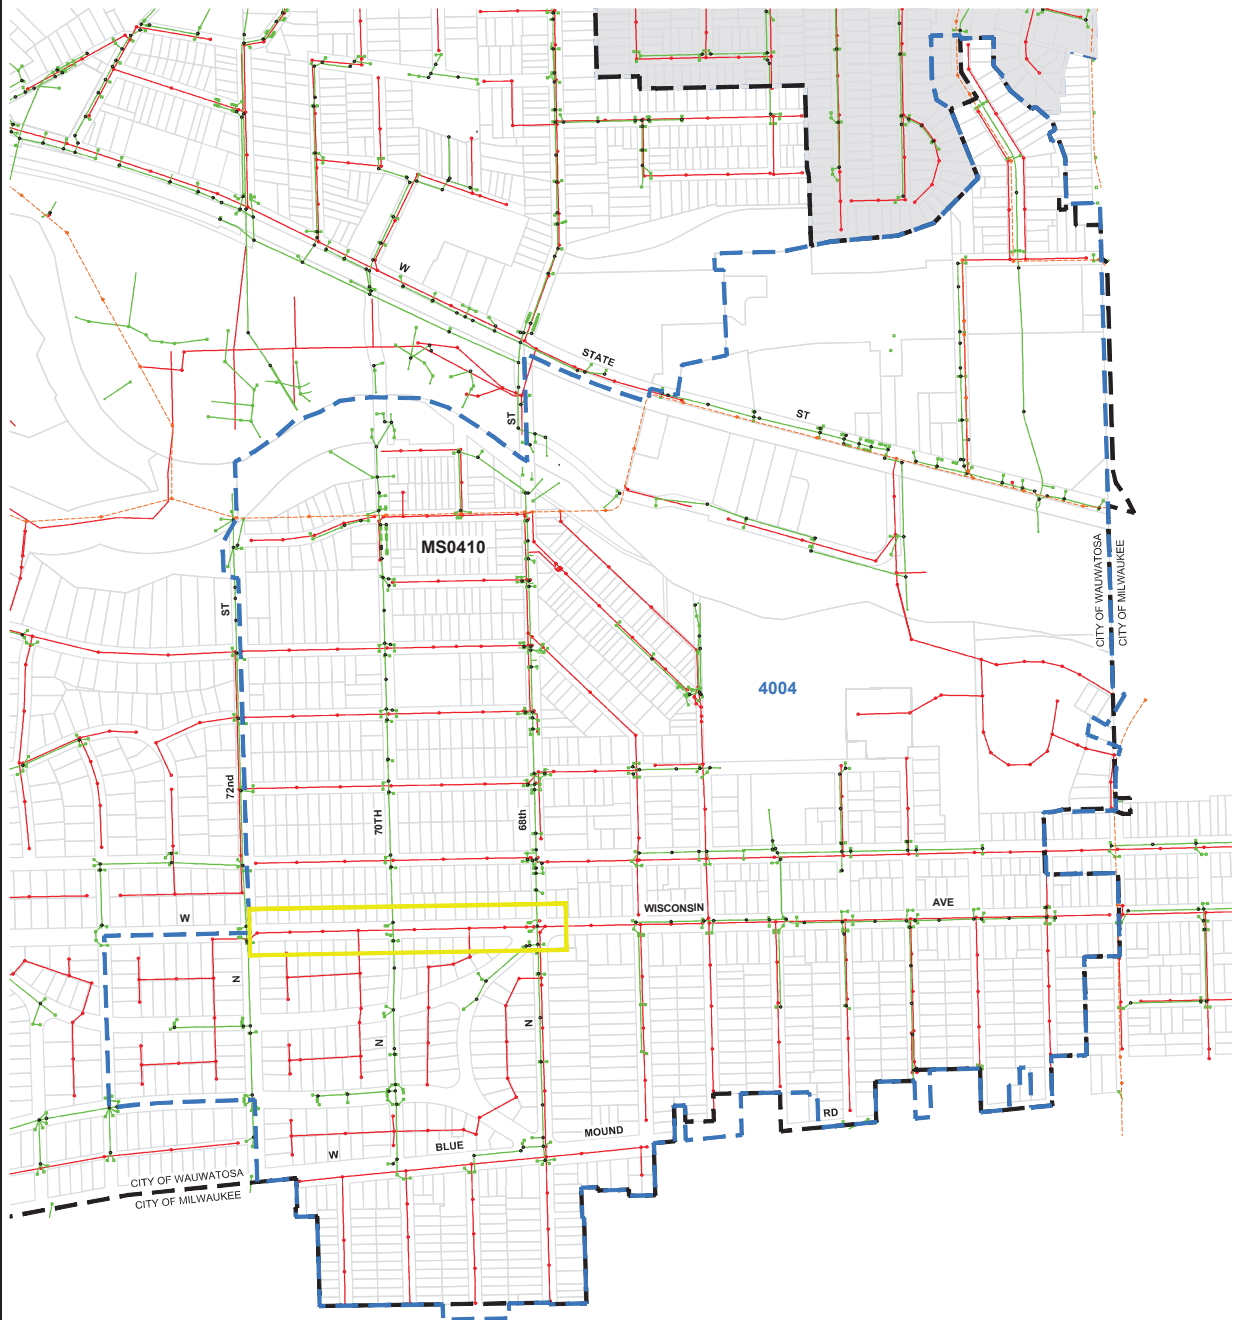 W
STATE
ST
ST
MS0410
CITY OF WAUWATOSA
CITY OF MILWAUKEE
ST
4004
72nd
70TH
68th
W
WISCONSIN
AVE
N
N
N
RD
MOUND
BLUE
W
CITY OF WAUWATOSA
CITY OF MILWAUKEE